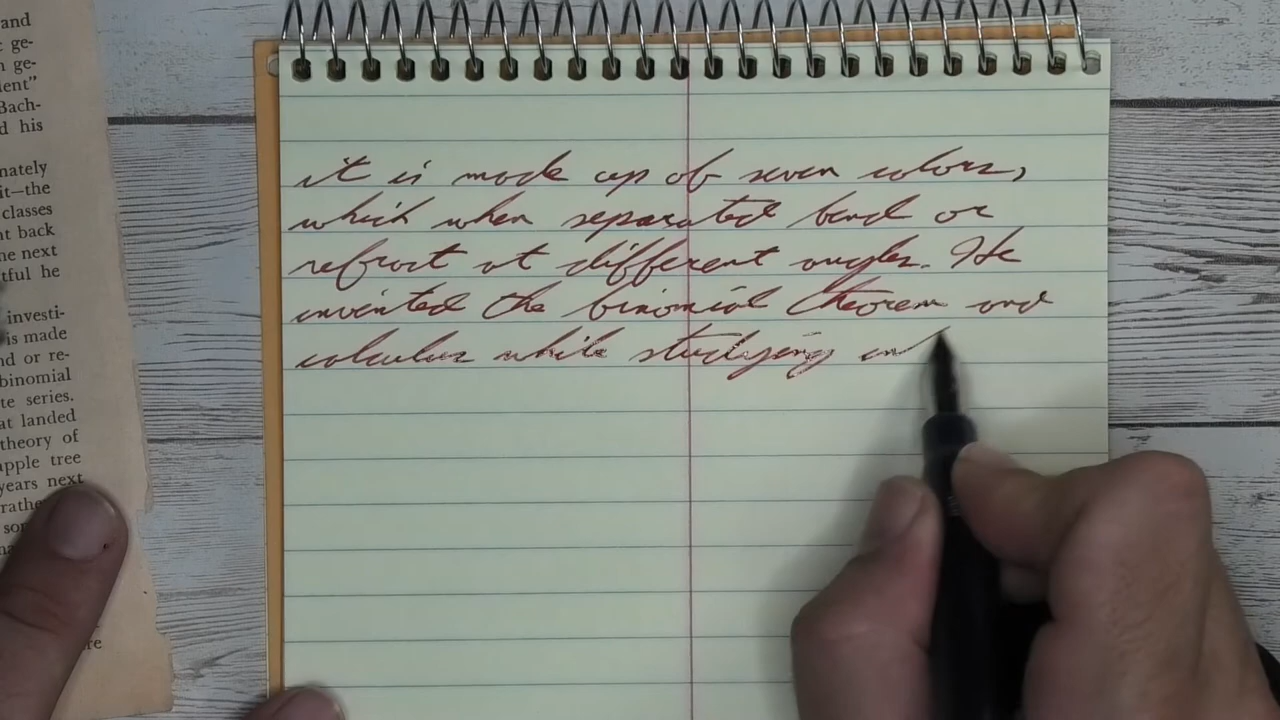 and
ge-
ge-
lent"
Bach-
d his
nately
it—the
classes
nt back
he next
tful he
investi-
is made
nd or re-
binomial
te series.
at landed
theory of
apple tree
years next
rathe
so
re
it is made up of seven colors,
which when separated bend or
refract at different angles. He
invented the binomial theorem and
calculus while studying in